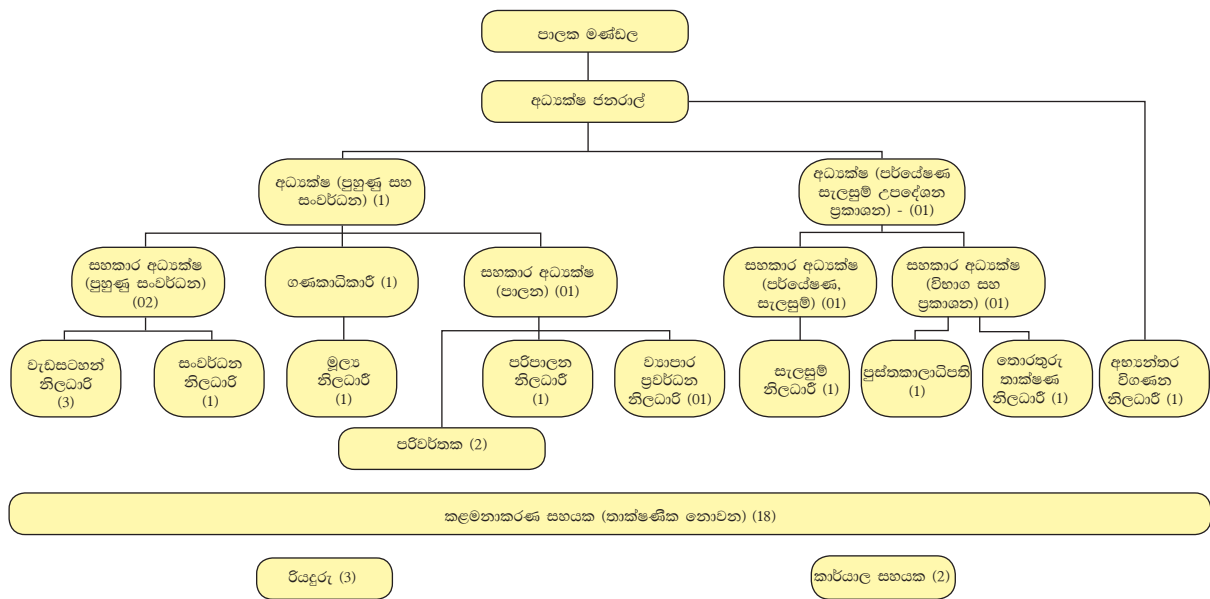 පාලක මණ්ඩල
අධ්‍යක්ෂ ජනරාල්
අධ්‍යක්ෂ (පුහුණු සහ
සංවර්ධන) (1)
අධ්‍යක්ෂ (පර්යේෂණ
සැලසුම් උපදේශන
ප්‍රකාශන) - (01)
සහකාර අධ්‍යක්ෂ
(පුහුණු සංවර්ධන)
(02)
ගණකාධිකාරී (1)
සහකාර අධ්‍යක්ෂ
(පාලන) (01)
සහකාර අධ්‍යක්ෂ
(පර්යේෂණ,
සැලසුම්) (01)
සහකාර අධ්‍යක්ෂ
(විභාග සහ
ප්‍රකාශන) (01)
වැඩසටහන්
නිලධාරි
(3)
සංවර්ධන
නිලධාරි
(1)
මූල්‍ය
නිලධාරී
(1)
පරිපාලන
නිලධාරී
(1)
ව්‍යාපාර
ප්‍රවර්ධන
නිලධාරි (01)
සැලසුම්
නිලධාරී (1)
පුස්තකාලාධිපති
(1)
තොරතුරු
තාක්ෂණ
නිලධාරී (1)
අභ්‍යන්තර
විගණන
නිලධාරී (1)
පරිවර්තක (2)
කළමනාකරණ සහයක (තාක්ෂණික නොවන) (18)
රියදුරු (3)
කාර්යාල සහයක (2)